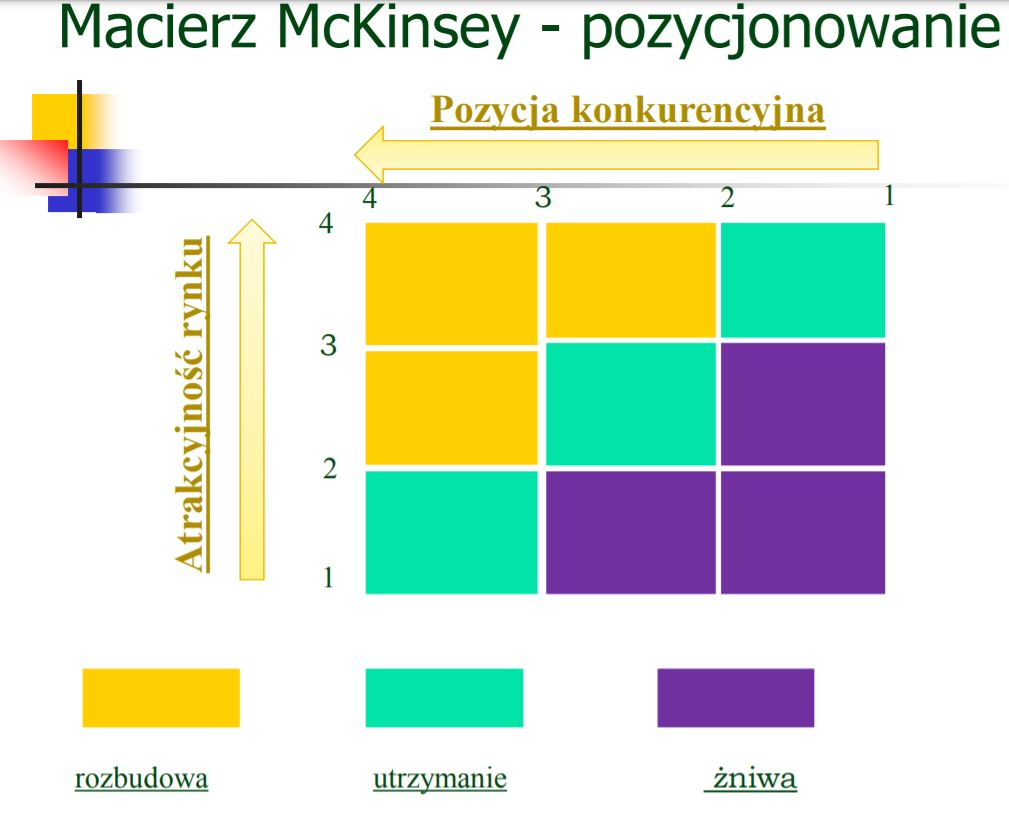 Macierz McKinsey - pozycjonowanie
Pozycja konkurencyjna
4 3 2 1
Atrakcyjność rynku
4
3
2
1
rozbudowa utrzymanie żniwa